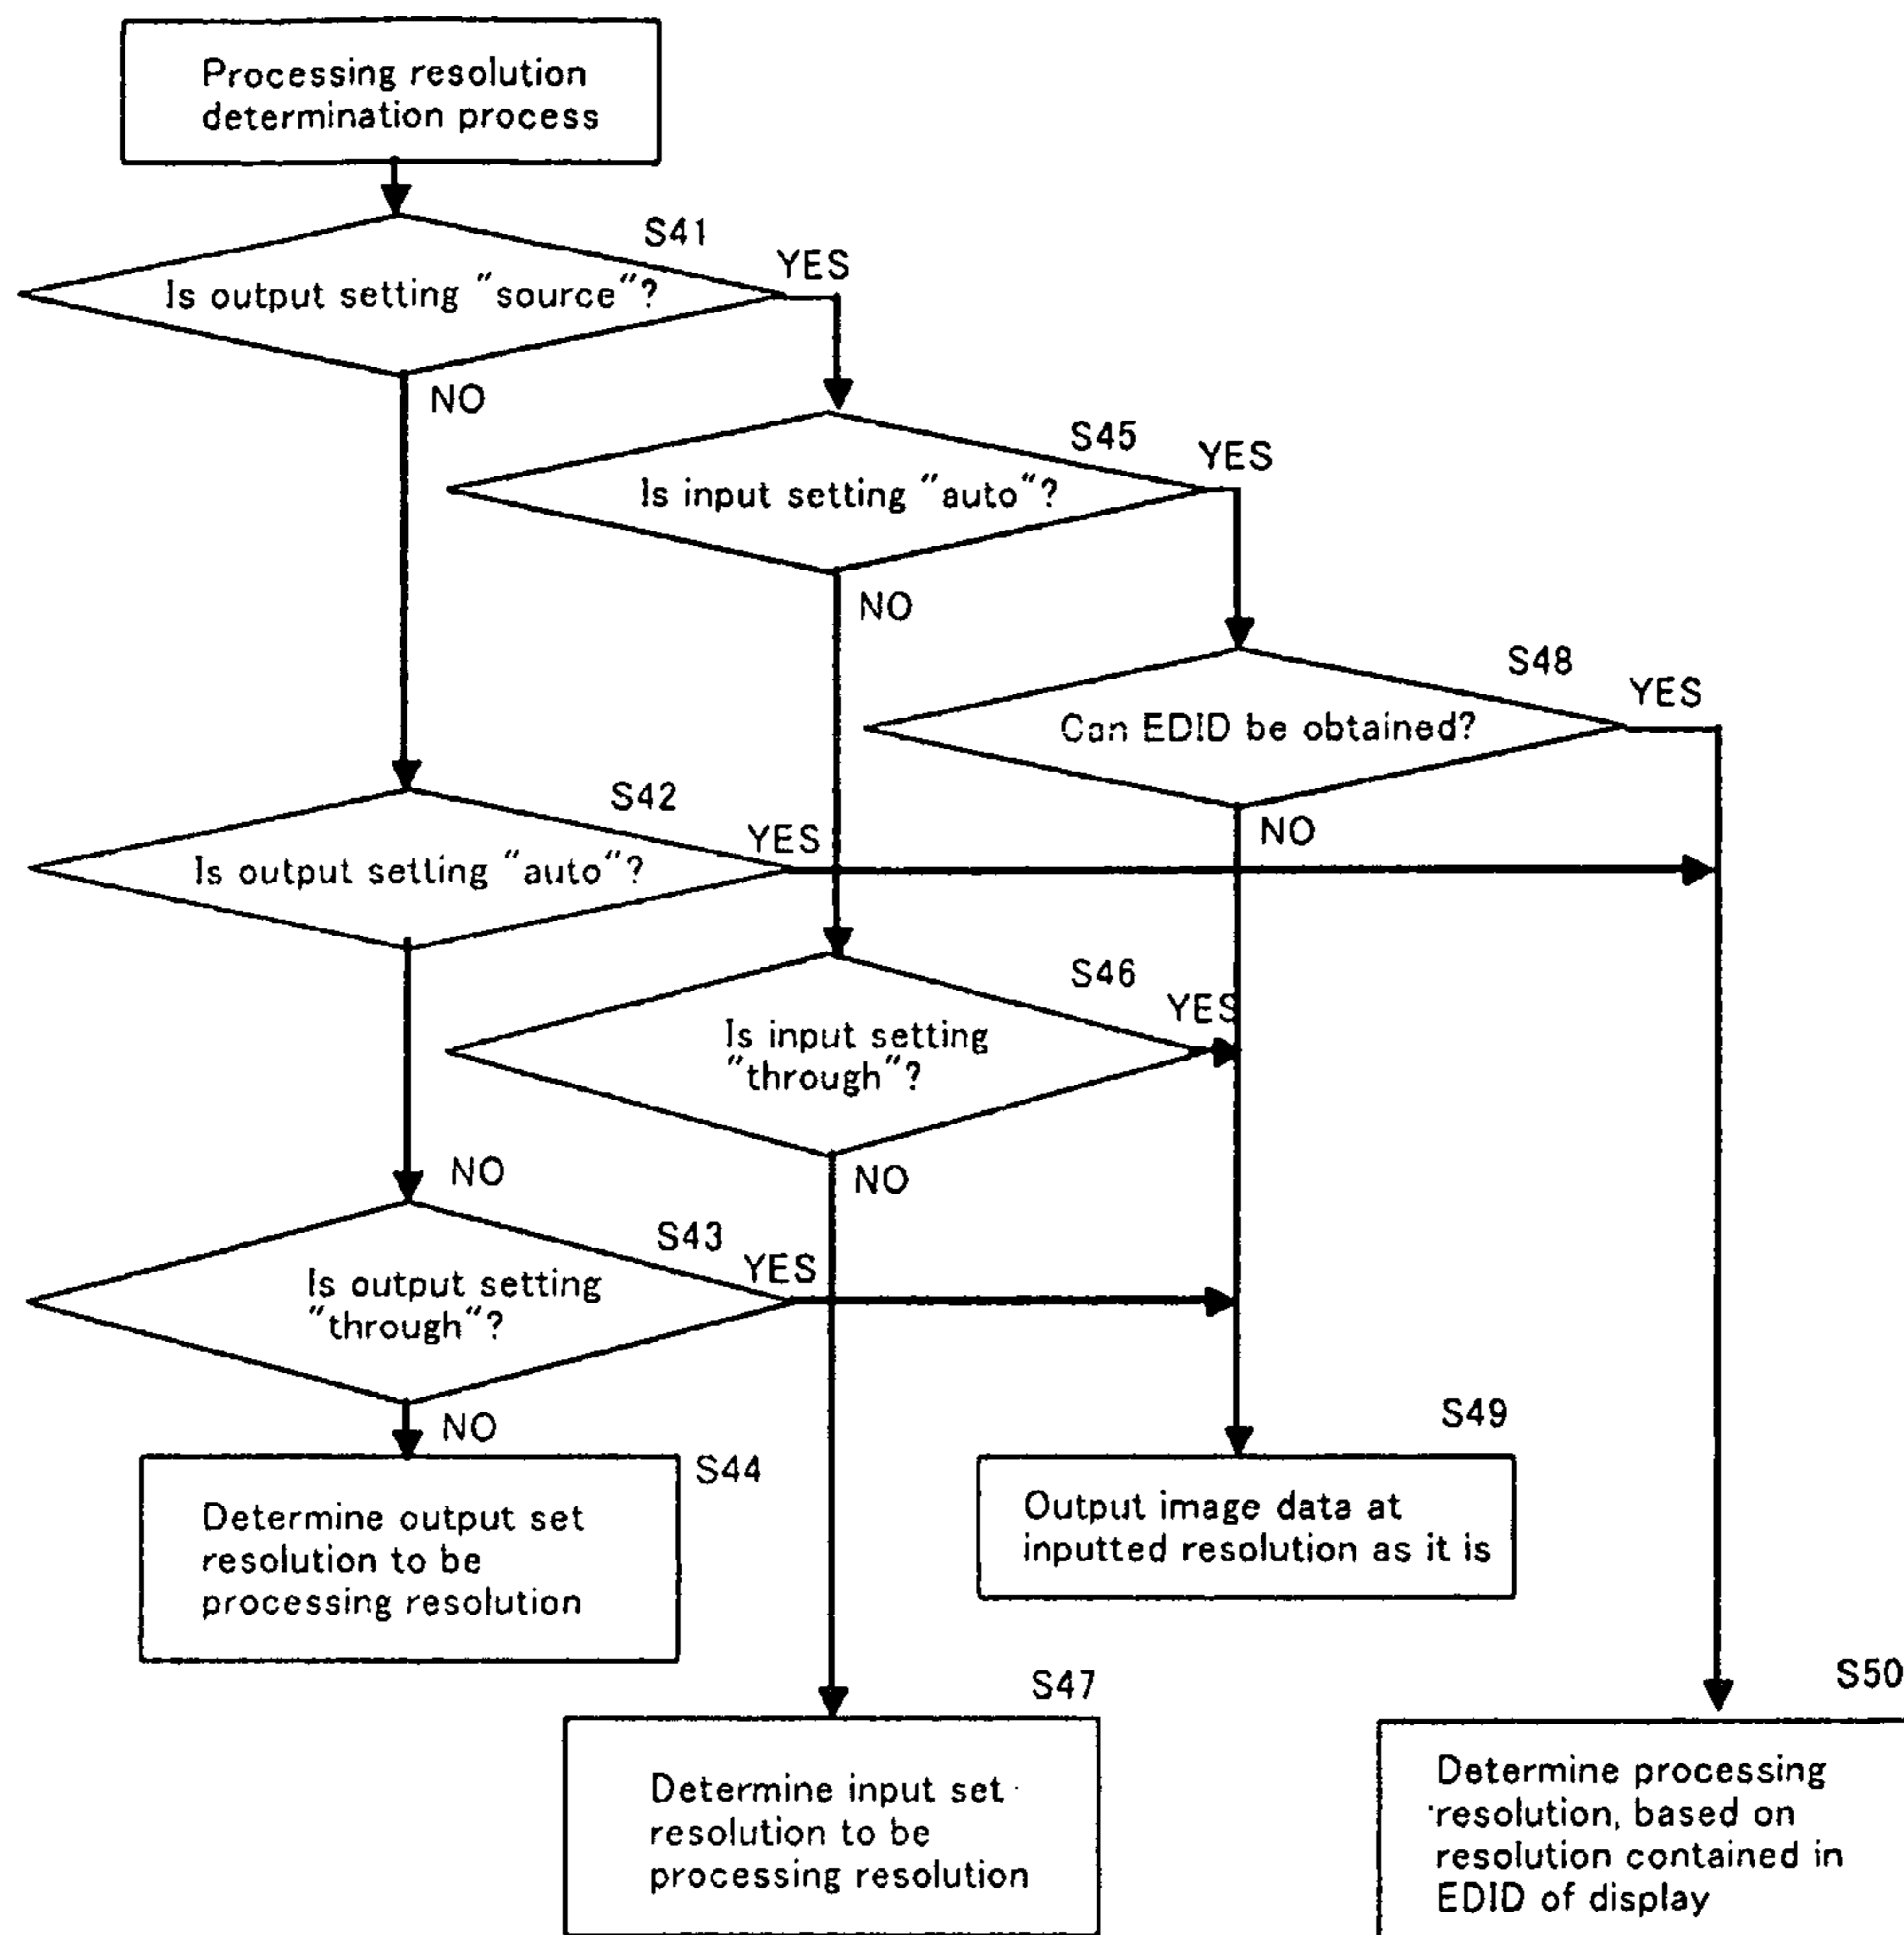 Processing resolution
determination process
S41
YES
Is output setting "source"?
NO
S45
YES
Is input setting "auto"?
NO
S48
YES
Can EDID be obtained?
NO
S42
YES
Is output setting "auto"?
S46
YES
Is input setting
"through"?
NO
NO
S43
YES
Is output setting
"through"?
NO
S49
S44
Output image data at
inputted resolution as it is
Determine output set
resolution to be
processing resolution
S47
S50
Determine input set
resolution to be
processing resolution
Determine processing
resolution, based on
resolution contained in
EDID of display